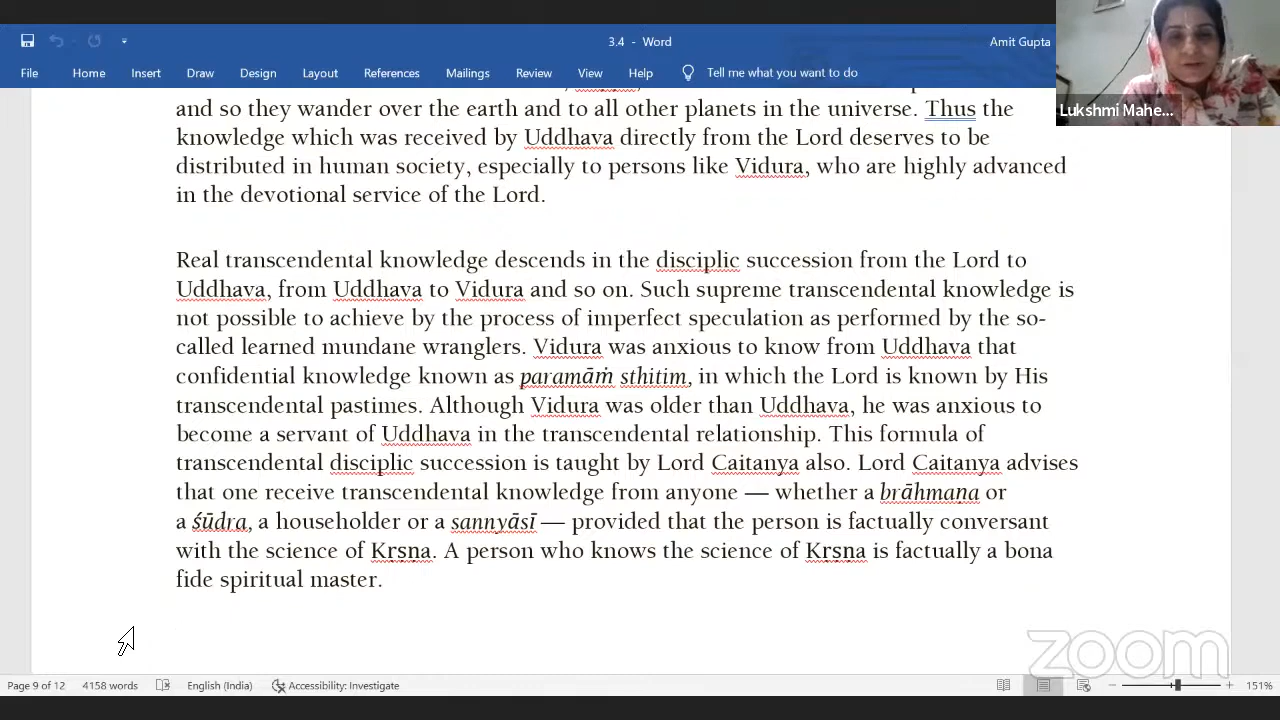 3.4 - Word
Amit Gupta
File Home Insert Draw Design Layout References Mailings Review View Help Tell me what you want to do
Lukshmi Mahe...
and so they wander over the earth and to all other planets in the universe. Thus the
knowledge which was received by Uddhava directly from the Lord deserves to be
distributed in human society, especially to persons like Vidura, who are highly advanced
in the devotional service of the Lord.
Real transcendental knowledge descends in the disciplic succession from the Lord to
Uddhava, from Uddhava to Vidura and so on. Such supreme transcendental knowledge is
not possible to achieve by the process of imperfect speculation as performed by the so-
called learned mundane wranglers. Vidura was anxious to know from Uddhava that
confidential knowledge known as paramāṁ sthitim, in which the Lord is known by His
transcendental pastimes. Although Vidura was older than Uddhava, he was anxious to
become a servant of Uddhava in the transcendental relationship. This formula of
transcendental disciplic succession is taught by Lord Caitanya also. Lord Caitanya advises
that one receive transcendental knowledge from anyone — whether a brāhmaṇa or
a śūdra, a householder or a sannyāsī — provided that the person is factually conversant
with the science of Kṛṣṇa. A person who knows the science of Kṛṣṇa is factually a bona
fide spiritual master.
zoom
Page 9 of 12 4158 words English (India) Accessibility: Investigate 151%